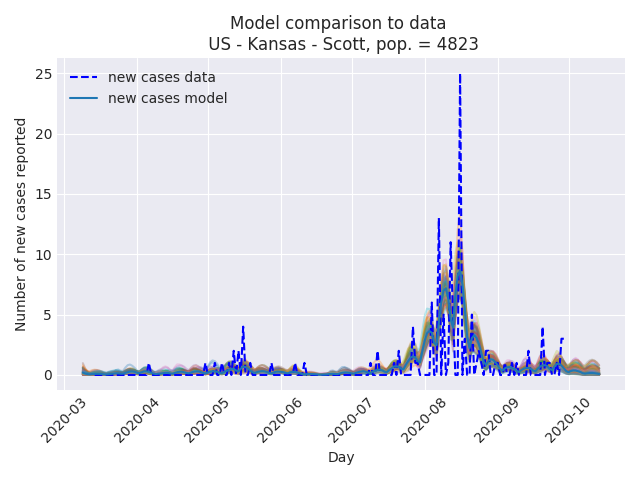 Model comparison to data
US - Kansas - Scott, pop. = 4823
new cases data
new cases model
Number of new cases reported
25
20
15
10
5
0
2020-03
2020-04
2020-05
2020-06
2020-07
2020-08
2020-09
2020-10
Day